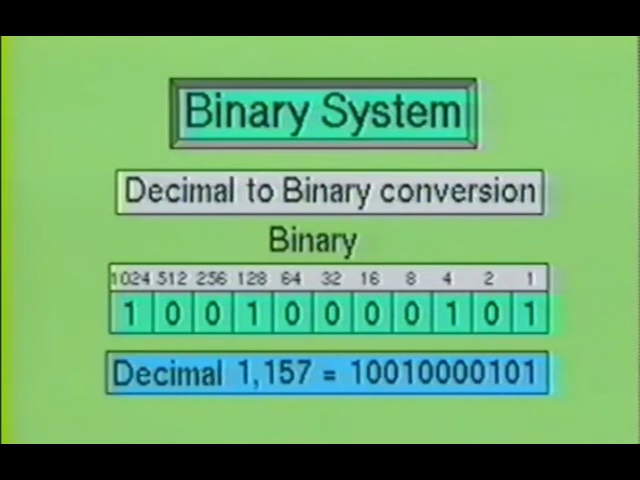 Binary System
Decimal to Binary conversion
Binary
1024 512 256 128 64 32 16 8 4 2 1
1 0 0 1 0 0 0 0 1 0 1
Decimal 1,157 = 10010000101